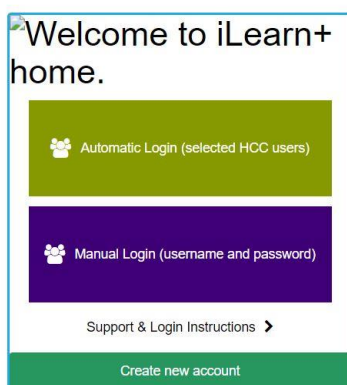 Welcome to iLearn+
home.
Automatic Login (selected HCC users)
Manual Login (username and password)
Support & Login Instructions
Create new account